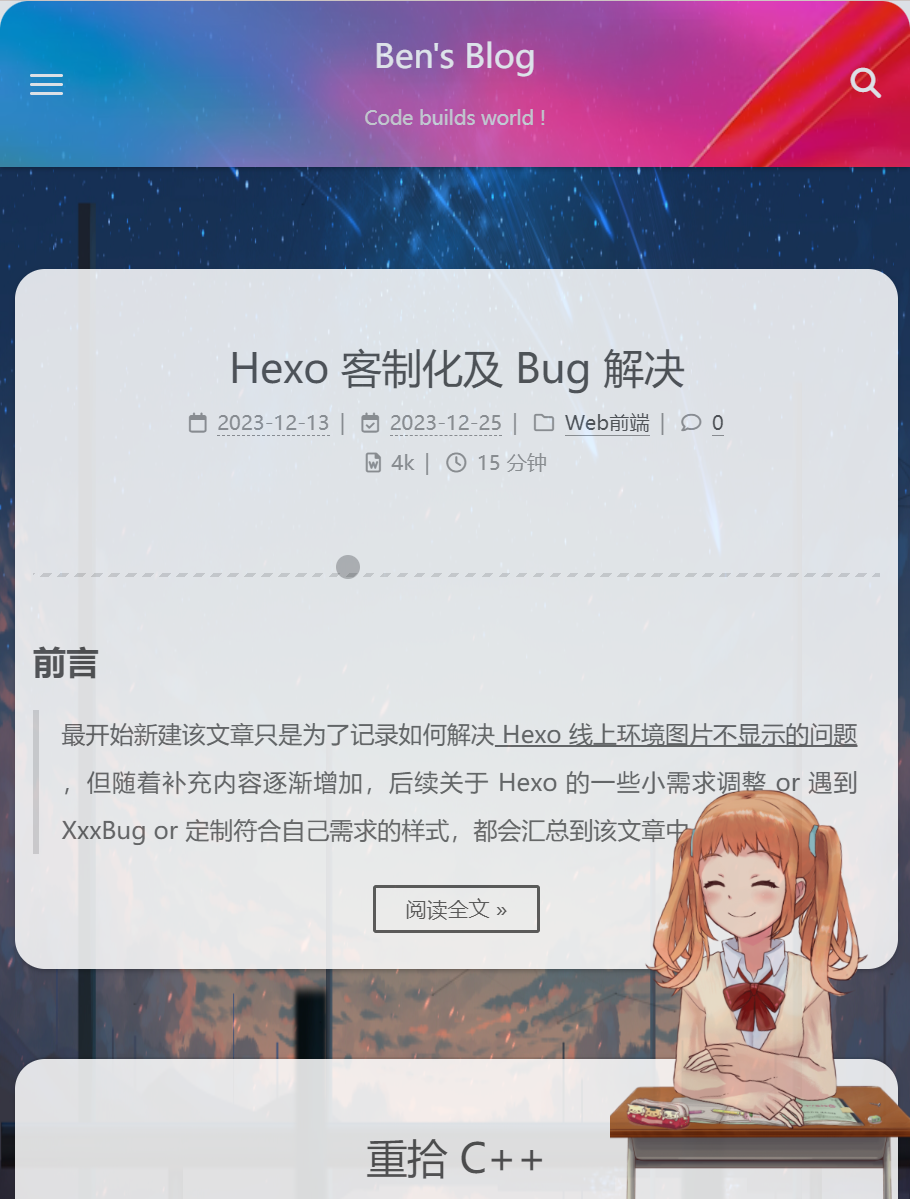 Ben's Blog
Code builds world !
Hexo 客制化及 Bug 解决
2023-12-13 | 2023-12-25 | Web前端 | 0
4k | 15 分钟
前言
最开始新建该文章只是为了记录如何解决 Hexo 线上环境图片不显示的问题
，但随着补充内容逐渐增加，后续关于 Hexo 的一些小需求调整 or 遇到
XxxBug or 定制符合自己需求的样式，都会汇总到该文章中
阅读全文 »
重拾 C++